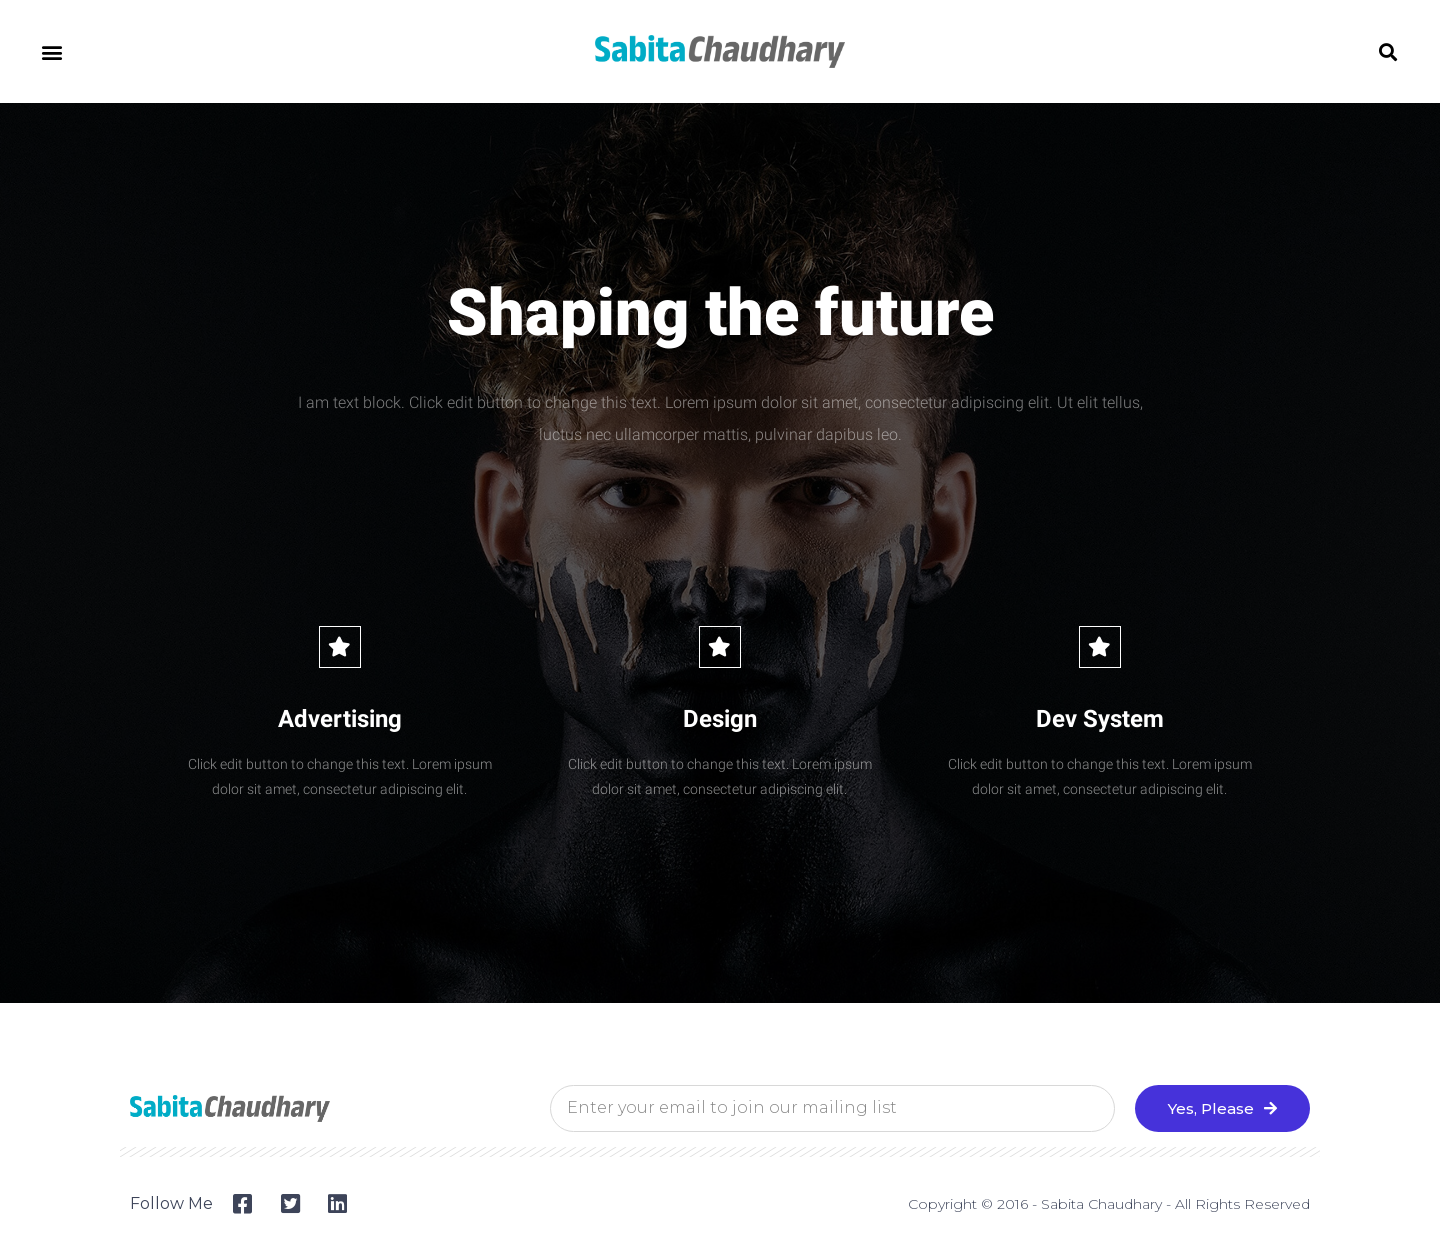 SabitaChaudhary
Shaping the future
I am text block. Click edit button to change this text. Lorem ipsum dolor sit amet, consectetur adipiscing elit. Ut elit tellus,
luctus nec ullamcorper mattis, pulvinar dapibus leo.
Advertising
Click edit button to change this text. Lorem ipsum
dolor sit amet, consectetur adipiscing elit.
Design
Click edit button to change this text. Lorem ipsum
dolor sit amet, consectetur adipiscing elit.
Dev System
Click edit button to change this text. Lorem ipsum
dolor sit amet, consectetur adipiscing elit.
SabitaChaudhary
Enter your email to join our mailing list
Yes, Please
Follow Me
Copyright © 2016 - Sabita Chaudhary - All Rights Reserved